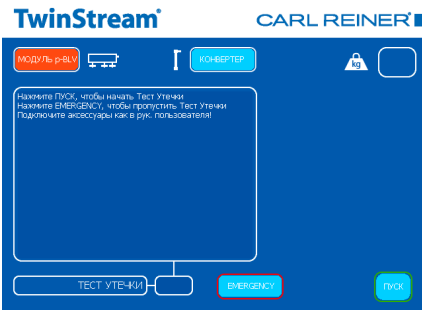 TwinStream
CARL REINER
МОДУЛЬ p-BLV
КОНВЕРТЕР
kg
Нажмите ПУСК, чтобы начать Тест Утечки
Нажмите EMERGENCY, чтобы пропустить Тест Утечки
Подключите аксессуары как в рук. пользователя!
ТЕСТ УТЕЧКИ
EMERGENCY
ПУСК